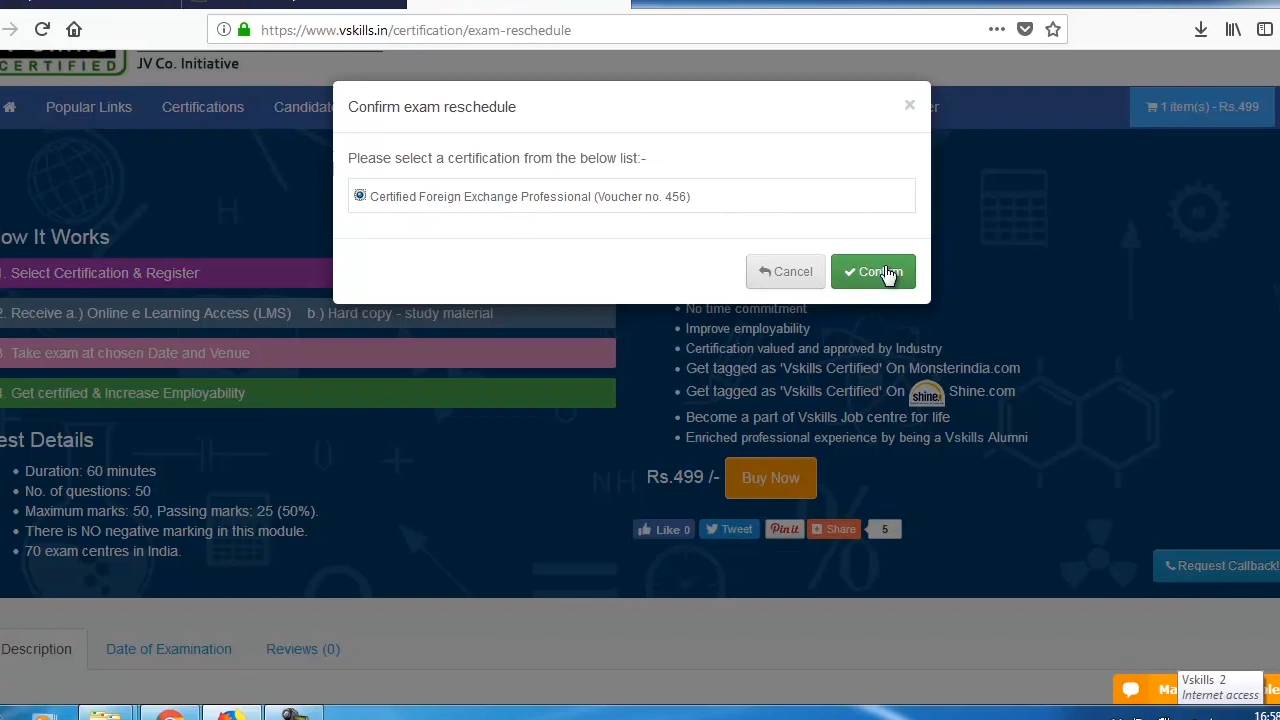 https://www.vskills.in/certification/exam-reschedule
CERTIFIED
JV Co. Initiative
Popular Links
Certifications
1 item(s) - Rs.499
Confirm exam reschedule
×
Please select a certification from the below list:-
Certified Foreign Exchange Professional (Voucher no. 456)
Cancel
Confirm
It Works
1. Select Certification & Register
2. Receive a.) Online e Learning Access (LMS) b.) Hard copy - study material
Take exam at chosen Date and Venue
Get certified & Increase Employability
Details
• Duration: 60 minutes
• No. of questions: 50
• Maximum marks: 50, Passing marks: 25 (50%).
• There is NO negative marking in this module.
• 70 exam centres in India.
• No time commitment
• Improve employability
• Certification valued and approved by Industry
• Get tagged as 'Vskills Certified' On Monsterindia.com
• Get tagged as 'Vskills Certified' On shine. Shine.com
• Become a part of Vskills Job centre for life
• Enriched professional experience by being a Vskills Alumni
Rs.499 /- Buy Now
Like 0 Tweet Pin it Share 5
Request Callback!
Description
Date of Examination
Reviews (0)
Vskills 2
Internet access